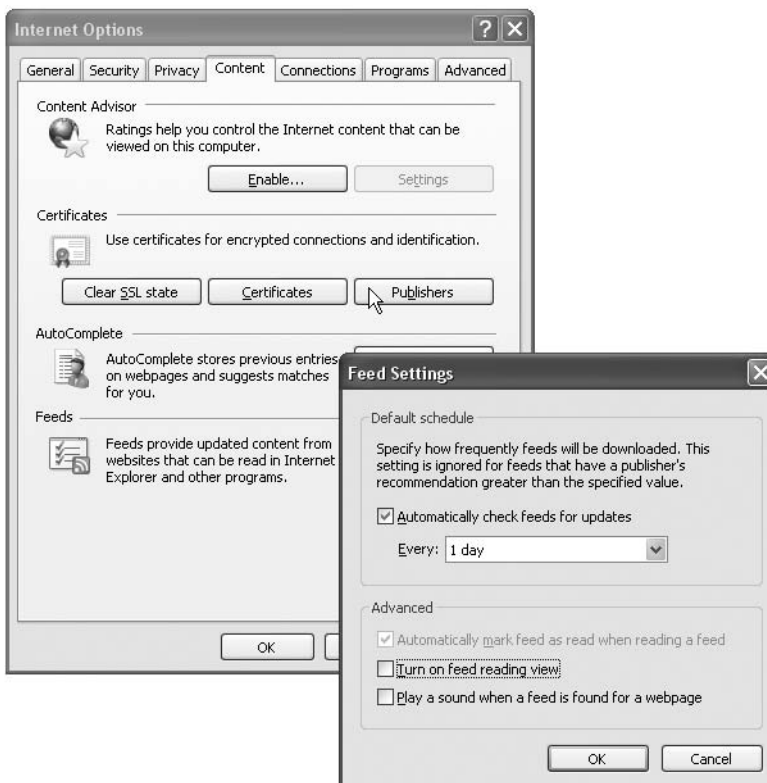 Internet Options
General Security Privacy Content Connections Programs Advanced
Content Advisor
Ratings help you control the Internet content that can be
viewed on this computer.
Enable... Settings
Certificates
Use certificates for encrypted connections and identification.
Clear SSL state Certificates Publishers
AutoComplete
AutoComplete stores previous entries
on webpages and suggests matches
for you.
Feeds
Feeds provide updated content from
websites that can be read in Internet
Explorer and other programs.
OK
Feed Settings
Default schedule
Specify how frequently feeds will be downloaded. This
setting is ignored for feeds that have a publisher's
recommendation greater than the specified value.
Automatically check feeds for updates
Every: 1 day
Advanced
Automatically mark feed as read when reading a feed
Turn on feed reading view
Play a sound when a feed is found for a webpage
OK Cancel